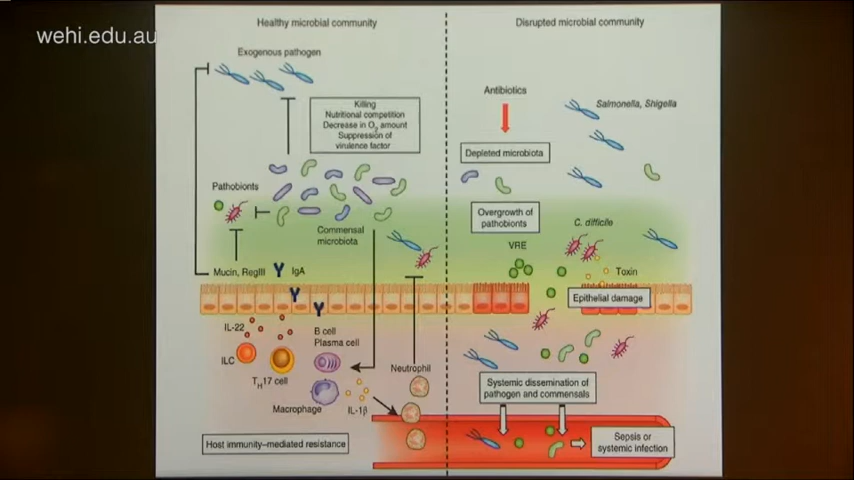 wehi.edu.au
Healthy microbial community
Exogenous pathogen
Killing
Nutritional competition
Decrease in O2 amount
Suppression of
virulence factor
Pathobionts
Commensal
microbiota
Mucin, RegIII
IgA
IL-22
ILC
TH17 cell
B cell
Plasma cell
Macrophage
IL-1β
Neutrophil
Host immunity–mediated resistance
Disrupted microbial community
Antibiotics
Salmonella, Shigella
Depleted microbiota
Overgrowth of
pathobionts
VRE
C. difficile
Toxin
Epithelial damage
Systemic dissemination of
pathogen and commensals
Sepsis or
systemic infection